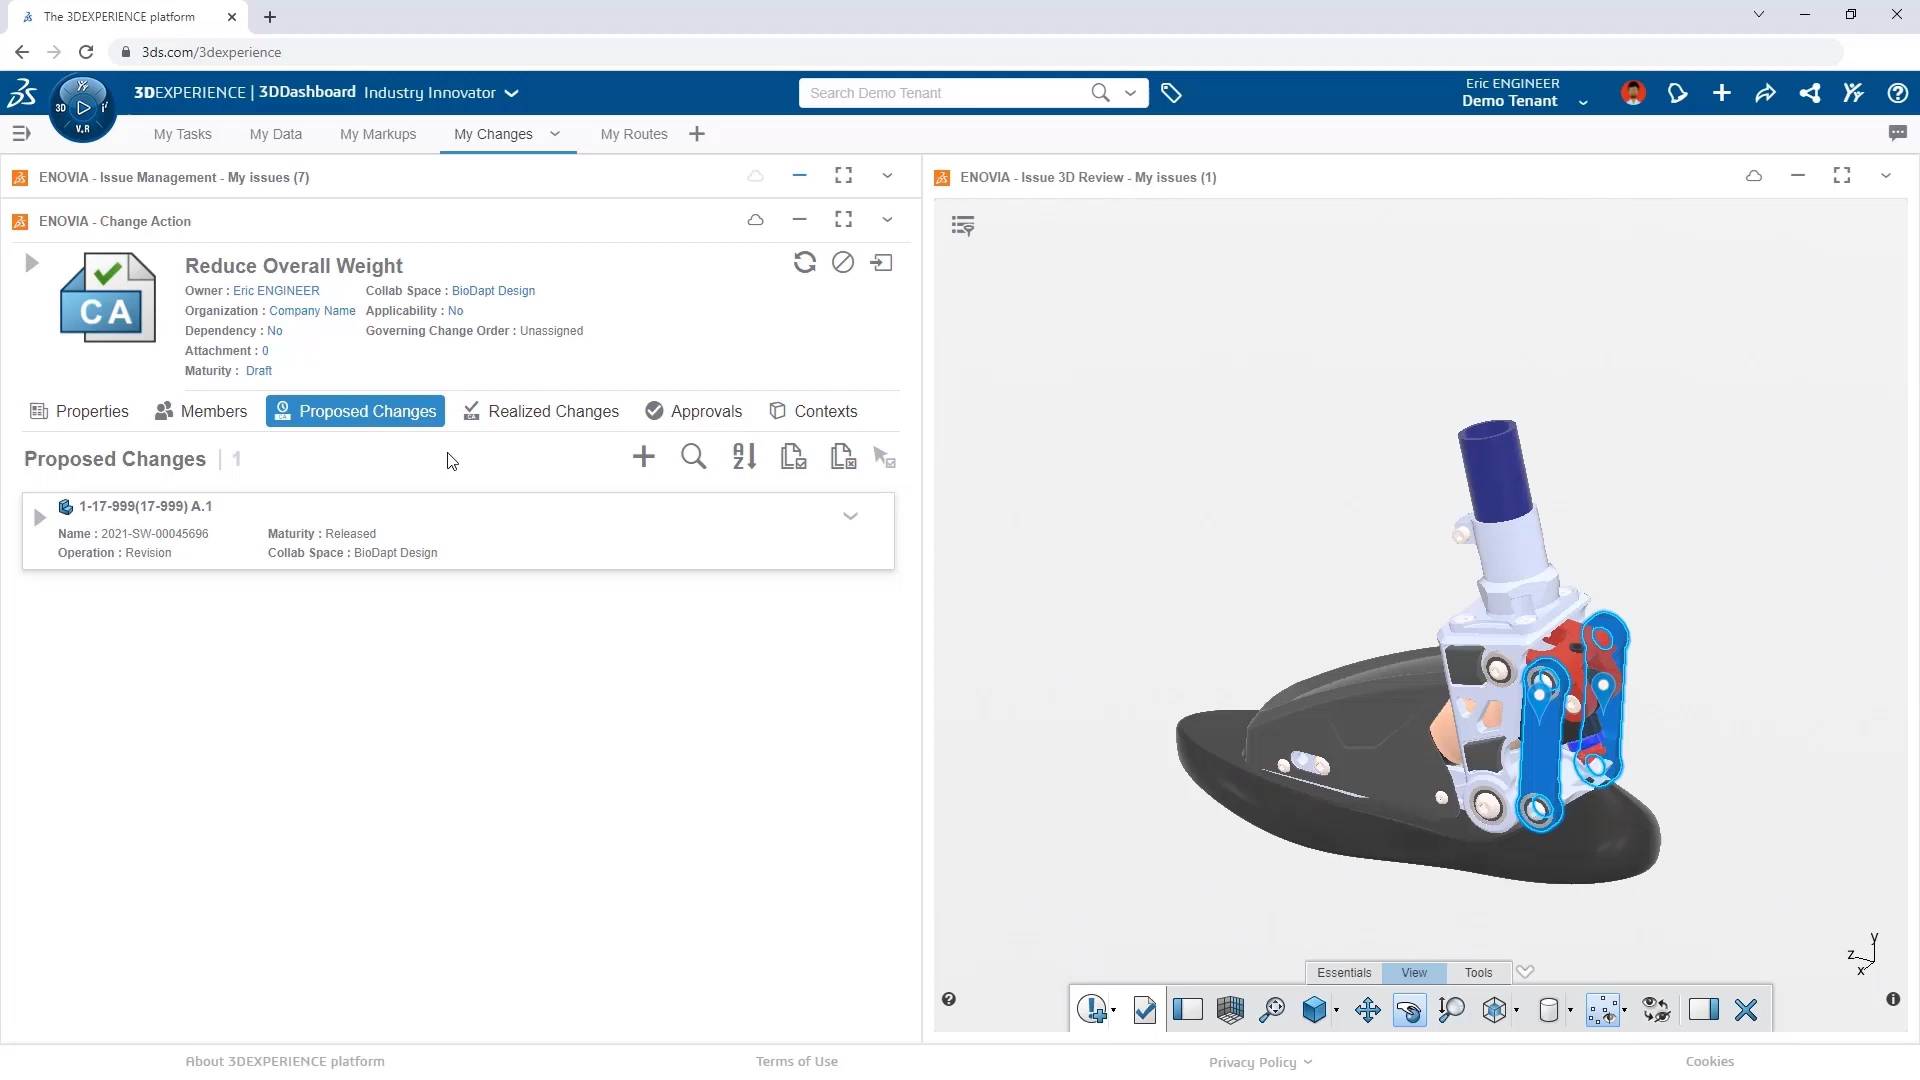 The 3DEXPERIENCE platform
3ds.com/3dexperience
3DEXPERIENCE | 3DDashboard Industry Innovator
Search Demo Tenant
Eric ENGINEER
Demo Tenant
3D
V.R
My Tasks
My Data
My Markups
My Changes
My Routes
ENOVIA - Issue Management - My issues (7)
ENOVIA - Change Action
CA
Reduce Overall Weight
Owner : Eric ENGINEER
Collab Space : BioDapt Design
Organization : Company Name
Applicability : No
Dependency : No
Governing Change Order : Unassigned
Attachment : 0
Maturity : Draft
Properties
Members
Proposed Changes
Realized Changes
Approvals
Contexts
Proposed Changes | 1
1-17-999(17-999) A.1
Name : 2021-SW-00045696
Maturity : Released
Operation : Revision
Collab Space : BioDapt Design
ENOVIA - Issue 3D Review - My issues (1)
y
z
x
Essentials
View
Tools
About 3DEXPERIENCE platform
Terms of Use
Privacy Policy
Cookies